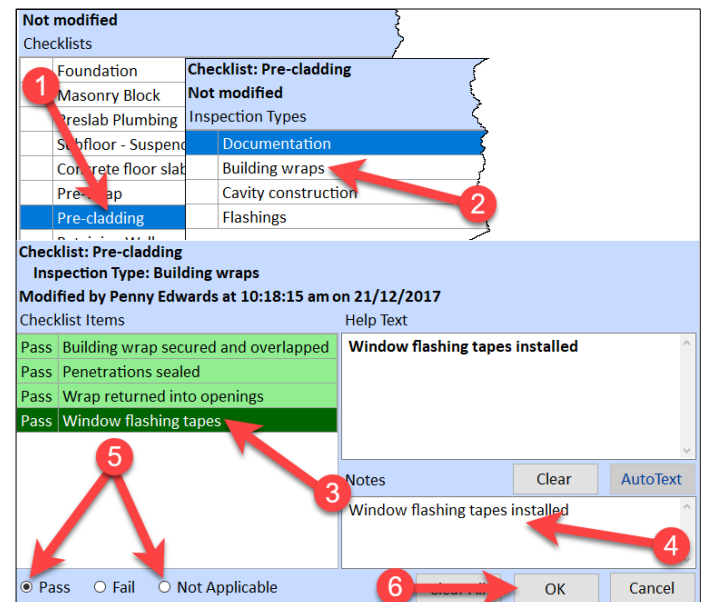 Not modified
Checklists
Foundation
Masonry Block
Preslab Plumbing
Subfloor - Suspend
Concrete floor slab
Pre-wrap
Pre-cladding
1
Checklist: Pre-cladding
Not modified
Inspection Types
Documentation
Building wraps
Cavity construction
Flashings
2
Checklist: Pre-cladding
Inspection Type: Building wraps
Modified by Penny Edwards at 10:18:15 am on 21/12/2017
Checklist Items
Pass Building wrap secured and overlapped
Pass Penetrations sealed
Pass Wrap returned into openings
Pass Window flashing tapes
3
5
Pass Fail Not Applicable
Help Text
Window flashing tapes installed
Notes Clear AutoText
Window flashing tapes installed
4
6
Clear All OK Cancel